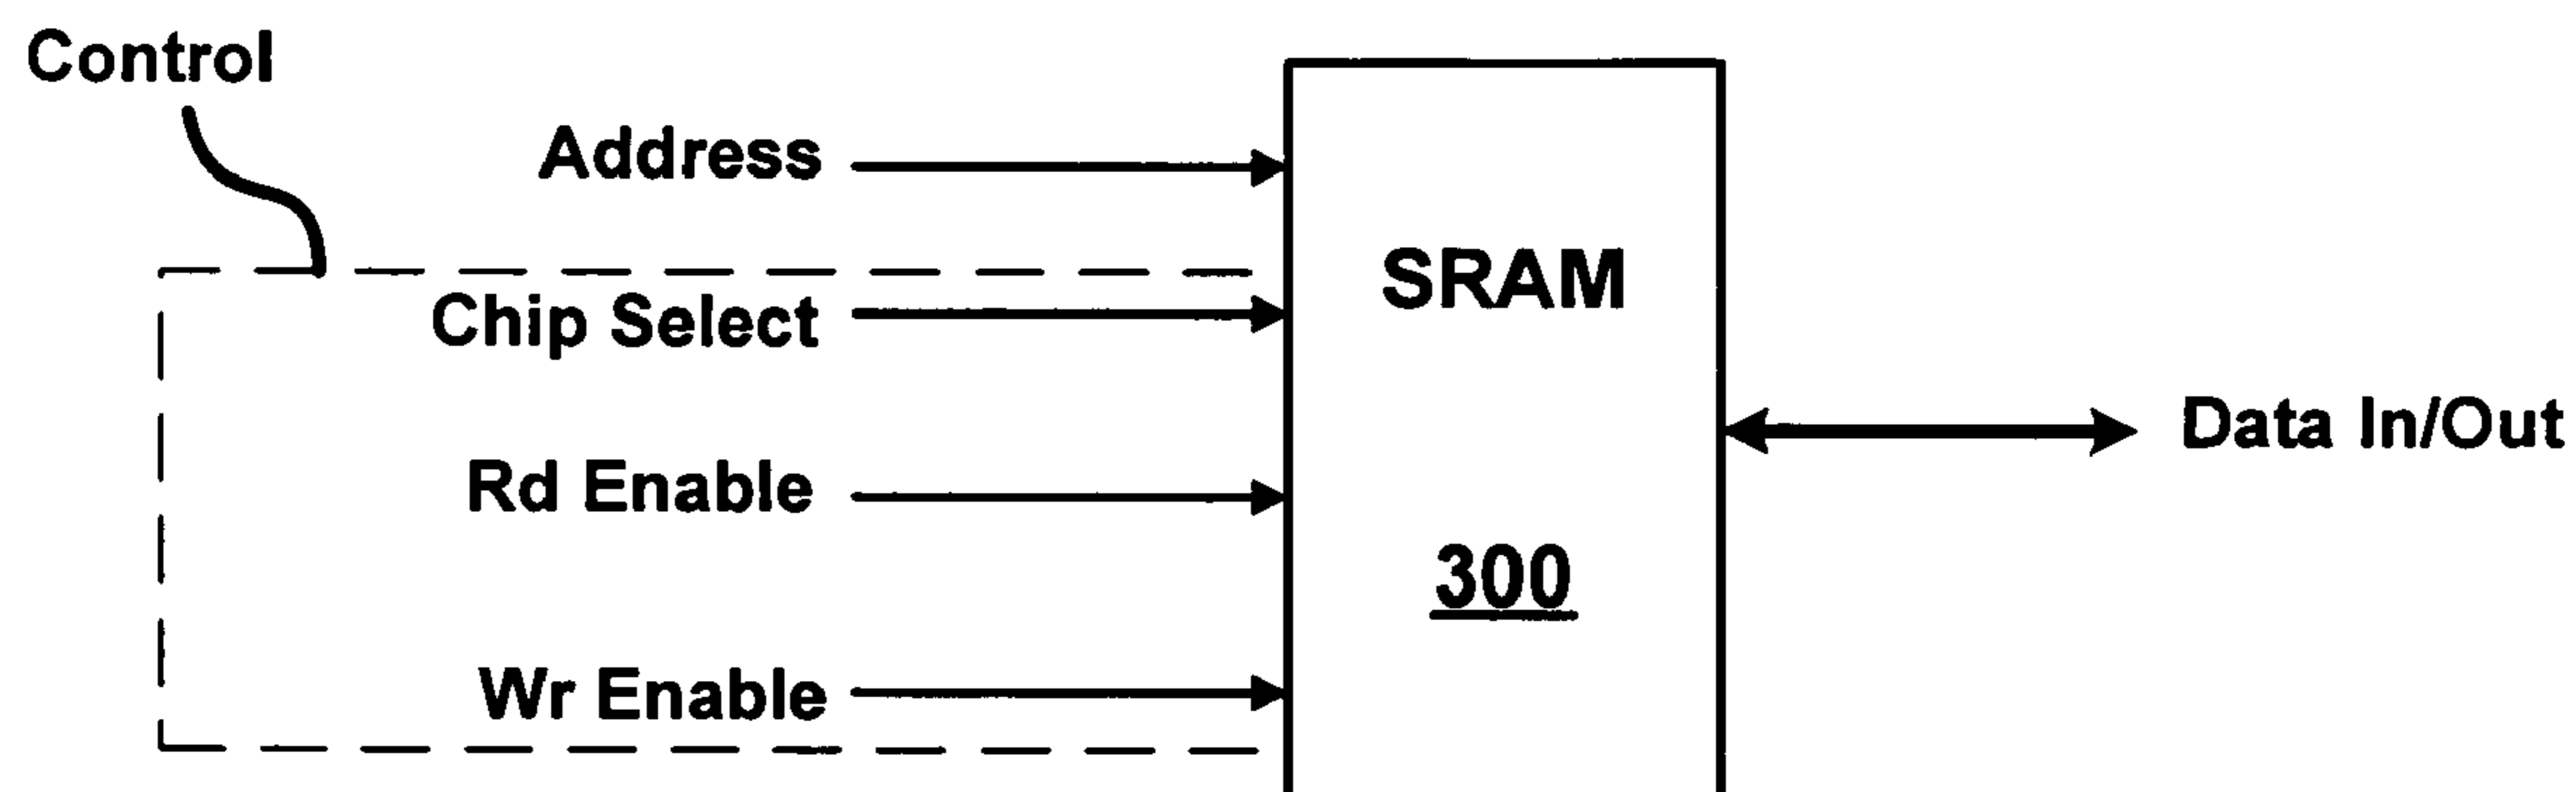 Control
Address
Chip Select
Rd Enable
Wr Enable
SRAM
300
Data In/Out